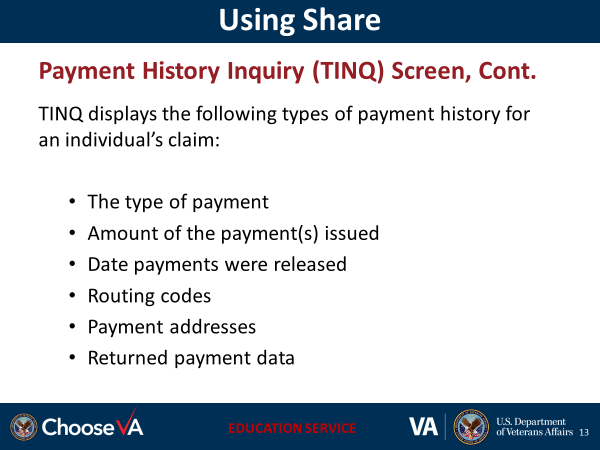 Using Share
Payment History Inquiry (TINQ) Screen, Cont.
TINQ displays the following types of payment history for
an individual’s claim:
• The type of payment
• Amount of the payment(s) issued
• Date payments were released
• Routing codes
• Payment addresses
• Returned payment data
ChooseVA
EDUCATION SERVICE
VA
U.S. Department
of Veterans Affairs
13